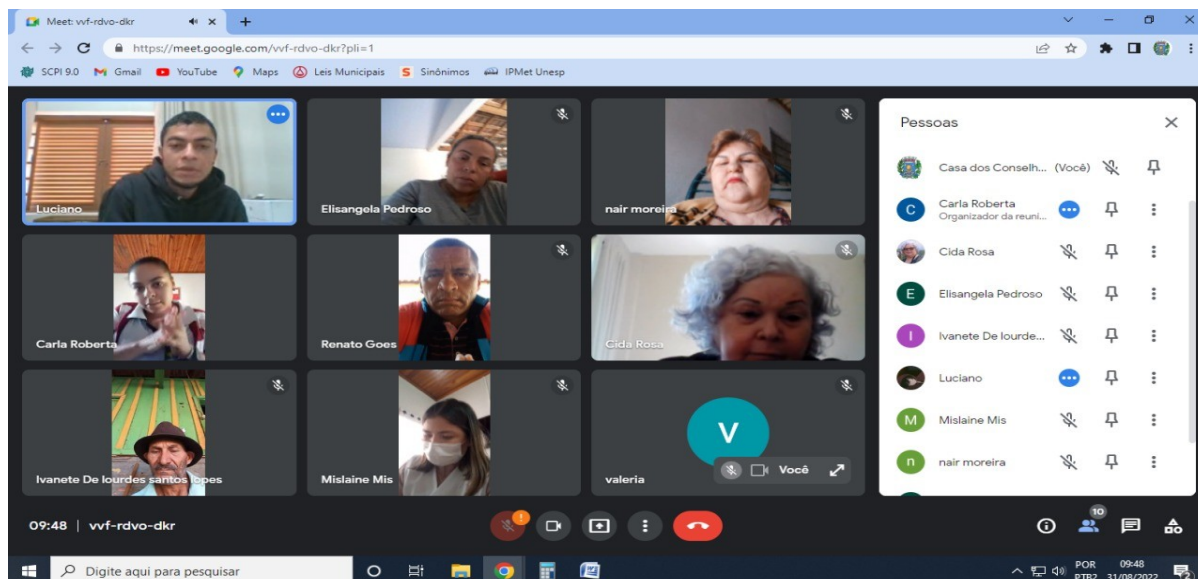 Meet: vvf-rdvo-dkr
https://meet.google.com/vvf-rdvo-dkr?pli=1
SCPI 9.0 Gmail YouTube Maps Leis Municipais Sinônimos IPMet Unesp
Luciano
Elisangela Pedroso
nair moreira
Carla Roberta
Renato Goes
Cida Rosa
Ivanete De lourdes santos lopes
Mislaine Mis
V
valeria
Você
Pessoas
Casa dos Conselh... (Você)
C
Carla Roberta
Organizador da reuni...
Cida Rosa
E
Elisangela Pedroso
I
Ivanete De lourde...
Luciano
M
Mislaine Mis
n
nair moreira
09:48 | vvf-rdvo-dkr
10
Digite aqui para pesquisar
POR
PTB2
09:48
31/08/2022